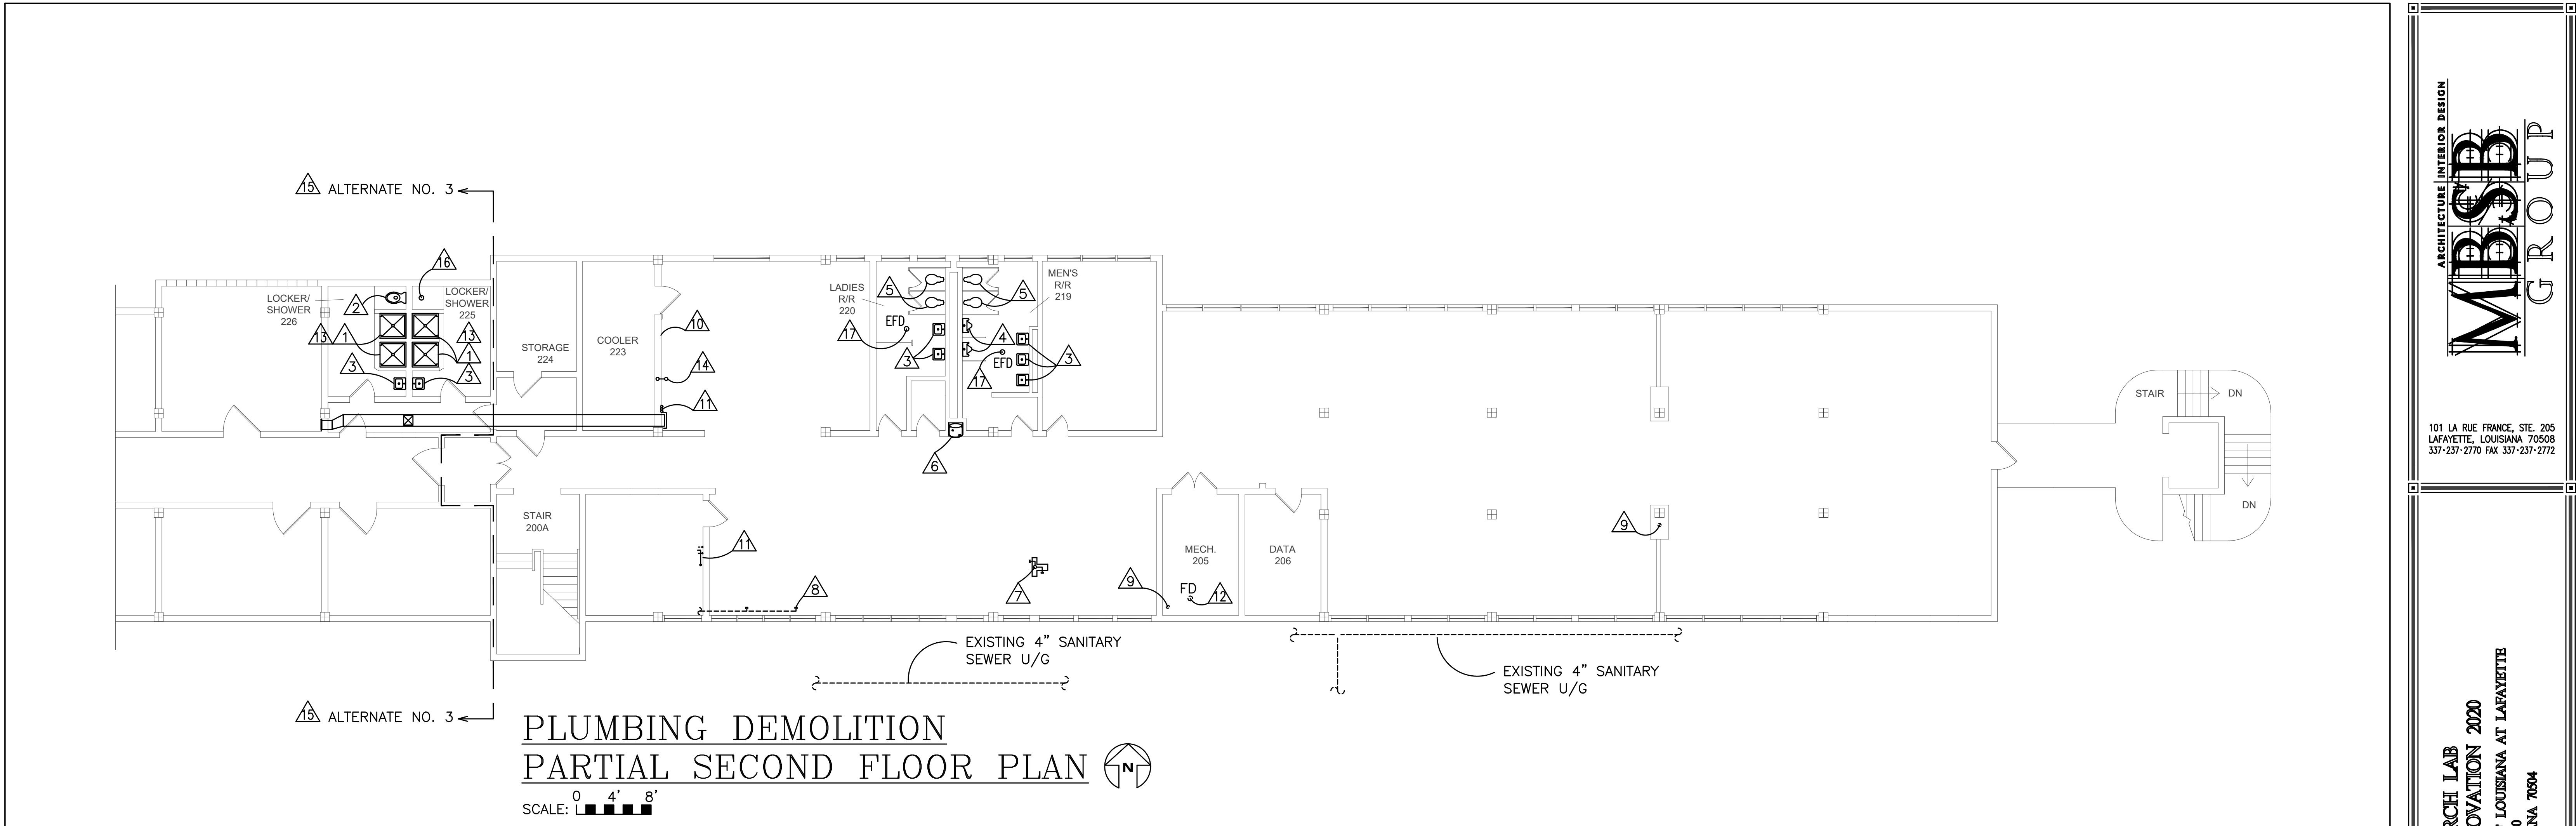 15 ALTERNATE NO. 3
16
LOCKER/
SHOWER
226
2
LOCKER/
SHOWER
225
13
1
13
1
3
3
STORAGE
224
COOLER
223
10
14
11
LADIES
R/R
220
5
EFD
17
3
5
MEN'S
R/R
219
4
EFD
17
3
6
STAIR
200A
11
8
7
9
MECH.
205
FD
12
DATA
206
9
STAIR
DN
DN
EXISTING 4" SANITARY
SEWER U/G
EXISTING 4" SANITARY
SEWER U/G
15 ALTERNATE NO. 3
PLUMBING DEMOLITION
PARTIAL SECOND FLOOR PLAN
N
SCALE: 0 4' 8'
ARCHITECTURE INTERIOR DESIGN
MBSB
GROUP
101 LA RUE FRANCE, STE. 205
LAFAYETTE, LOUISIANA 70508
337·237·2770 FAX 337·237·2772
LAB
2020
LOUISIANA AT LAFAYETTE
70504